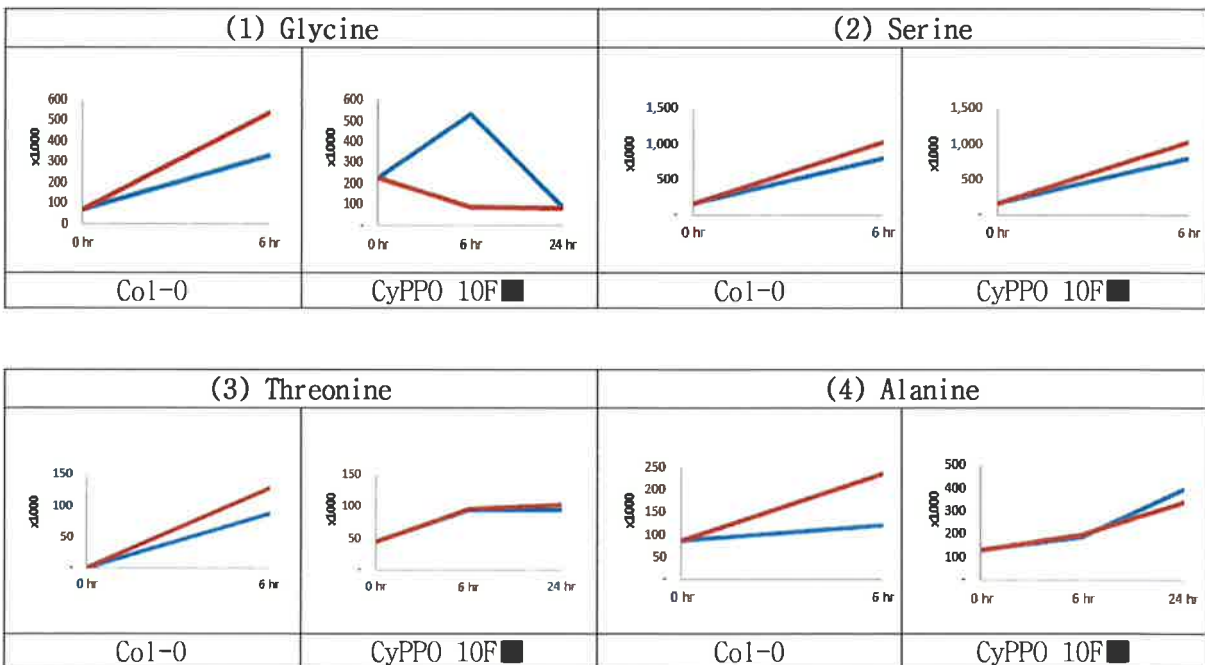 (1) Glycine
(2) Serine
x1000
600
500
400
300
200
100
0
0 hr
6 hr
x1000
600
500
400
300
200
100
-
0 hr
6 hr
24 hr
x1000
1,500
1,000
500
-
0 hr
6 hr
x1000
1,500
1,000
500
-
0 hr
6 hr
Col-0
CyPPO 10F
Col-0
CyPPO 10F
(3) Threonine
(4) Alanine
x1000
150
100
50
-
0 hr
6 hr
x1000
150
100
50
-
0 hr
6 hr
24 hr
x1000
250
200
150
100
50
-
0 hr
6 hr
x1000
500
400
300
200
100
-
0 hr
6 hr
24 hr
Col-0
CyPPO 10F
Col-0
CyPPO 10F